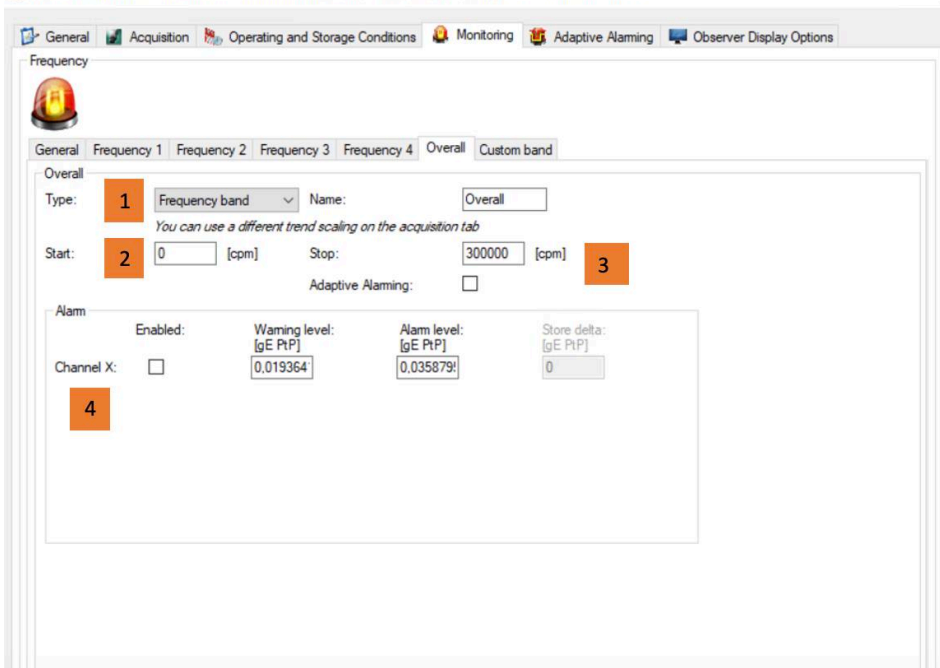 General Acquisition Operating and Storage Conditions Monitoring Adaptive Alarming Observer Display Options
Frequency
General Frequency 1 Frequency 2 Frequency 3 Frequency 4 Overall Custom band
Overall
Type: 1 Frequency band Name: Overall
You can use a different trend scaling on the acquisition tab
Start: 2 0 [cpm] Stop: 300000 [cpm] 3
Adaptive Alarming:
Alarm
Enabled: Warning level: Alarm level: Store delta:
[gE PtP] [gE PtP] [gE PtP]
Channel X: 0,019364 0,035879 0
4